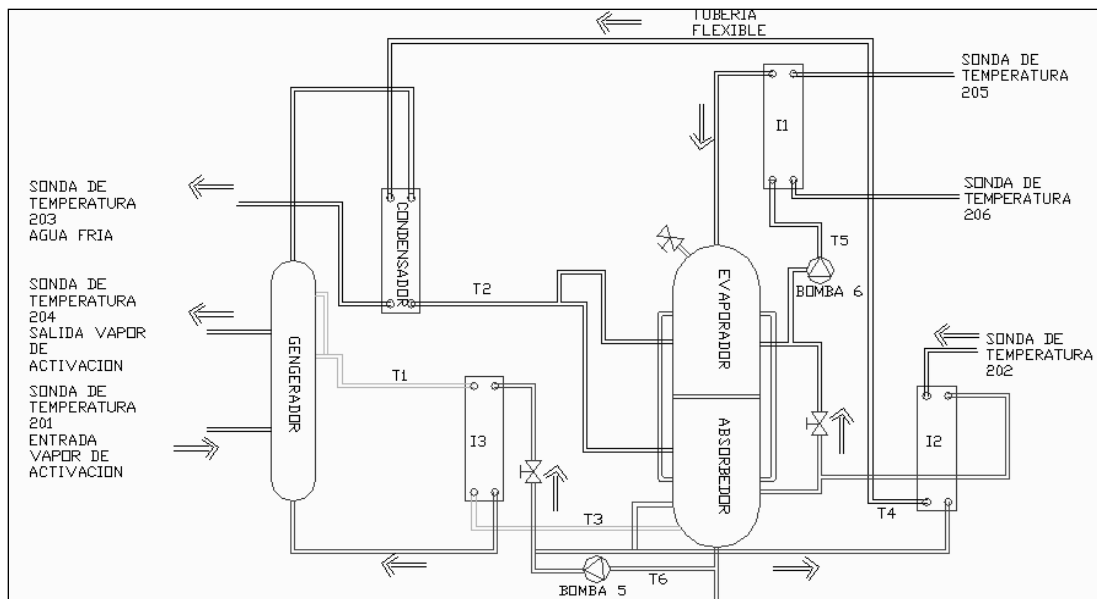 TUBERIA
FLEXIBLE
SONDA DE
TEMPERATURA
205
I1
SONDA DE
TEMPERATURA
203
AGUA FRIA
CONDENSADOR
SONDA DE
TEMPERATURA
206
T5
BOMBA 6
SONDA DE
TEMPERATURA
204
SALIDA VAPOR
DE
ACTIVACION
T2
EVAPORADOR
SONDA DE
TEMPERATURA
202
GENGERADOR
T1
SONDA DE
TEMPERATURA
201
ENTRADA
VAPOR DE
ACTIVACION
I3
ABSORBEDOR
I2
T3
T4
BOMBA 5
T6